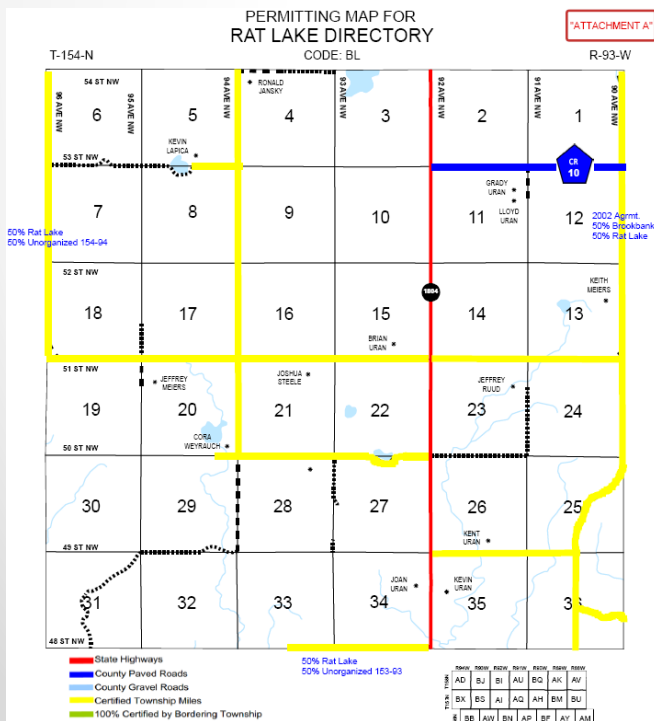 PERMITTING MAP FOR
RAT LAKE DIRECTORY
"ATTACHMENT A"
T-154-N
CODE: BL
R-93-W
54 ST NW
96 AVE NW
95 AVE NW
94 AVE NW
93 AVE NW
92 AVE NW
91 AVE NW
90 AVE NW
RONALD
JANSKY
6
5
4
3
2
1
KEVIN
LAPICA
53 ST NW
CR
10
GRADY
URAN
LLOYD
URAN
7
8
9
10
11
12
50% Rat Lake
50% Unorganized 154-94
2002 Agrmt.
50% Brookbank
50% Rat Lake
52 ST NW
KEITH
MEIERS
1804
18
17
16
15
14
13
BRIAN
URAN
51 ST NW
JEFFREY
MEIERS
JOSHUA
STEELE
JEFFREY
RUUD
19
20
21
22
23
24
CORA
WEYRAUCH
50 ST NW
30
29
28
27
26
25
KENT
URAN
49 ST NW
JOAN
URAN
KEVIN
URAN
31
32
33
34
35
36
48 ST NW
State Highways
County Paved Roads
County Gravel Roads
Certified Township Miles
100% Certified by Bordering Township
50% Rat Lake
50% Unorganized 153-93
AD BJ BI AU BQ AK AV
BX BS AI AQ AH BM BU
BB AW BN AP BF AY AM